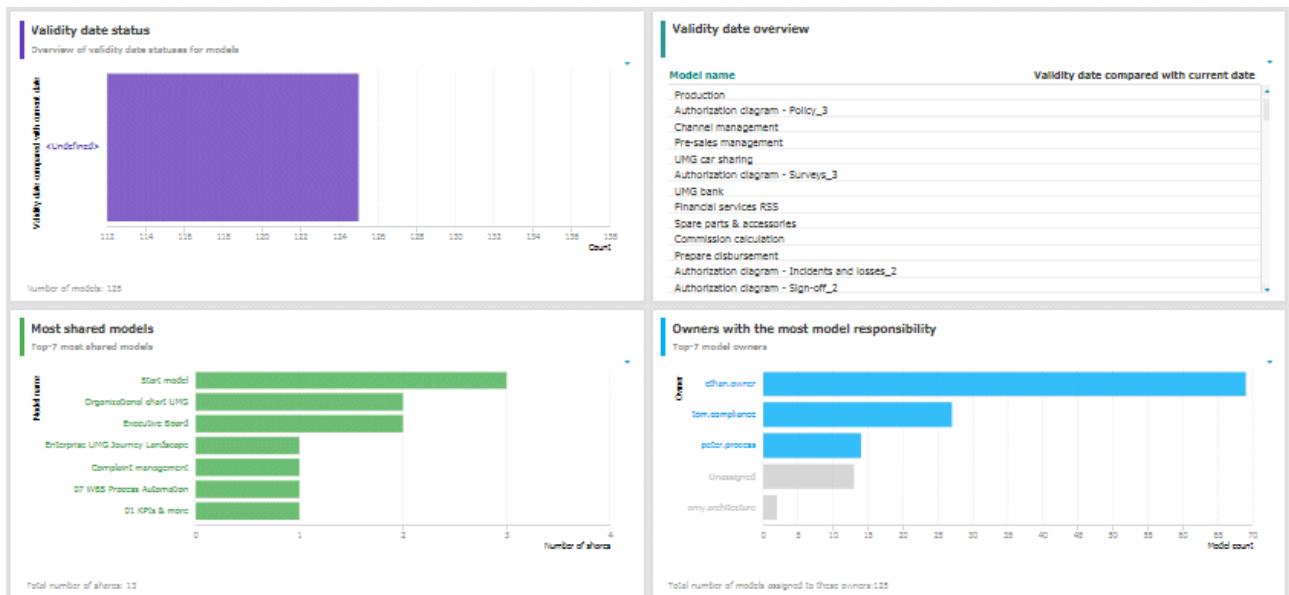 Validity date status
Overview of validity date statuses for models
Validity date compared with current date
<Undefined>
112 114 116 118 120 122 124 126 128 130 132 134 136 138
Count
Number of models: 125
Validity date overview
Model name Validity date compared with current date
Production
Authorization diagram - Policy_3
Channel management
Pre-sales management
UMG car sharing
Authorization diagram - Surveys_3
UMG bank
Financial services RSS
Spare parts & accessories
Commission calculation
Prepare disbursement
Authorization diagram - Incidents and losses_2
Authorization diagram - Sign-off_2
Most shared models
Top-7 most shared models
Model name
Start model
Organizational chart UMG
Executive Board
Enterprise UMG Journey Landscape
Complaint management
07 WBS Process Automation
01 KPIs & more
0 1 2 3 4
Number of shares
Total number of shares: 13
Owners with the most model responsibility
Top-7 model owners
Owner
ethan.owner
tom.compliance
peter.process
Unassigned
amy.architecture
0 5 10 15 20 25 30 35 40 45 50 55 60 65 70
Model count
Total number of models assigned to these owners:125